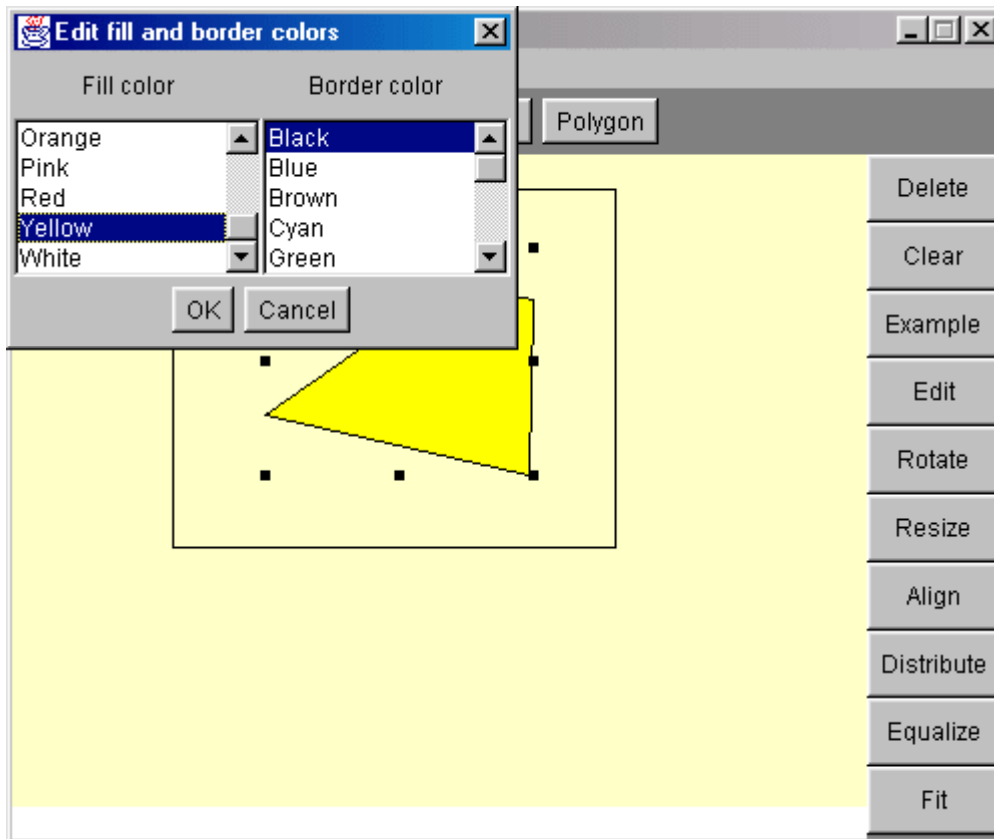 Edit fill and border colors
Fill color
Border color
Orange
Pink
Red
Yellow
White
Black
Blue
Brown
Cyan
Green
OK
Cancel
Polygon
Delete
Clear
Example
Edit
Rotate
Resize
Align
Distribute
Equalize
Fit